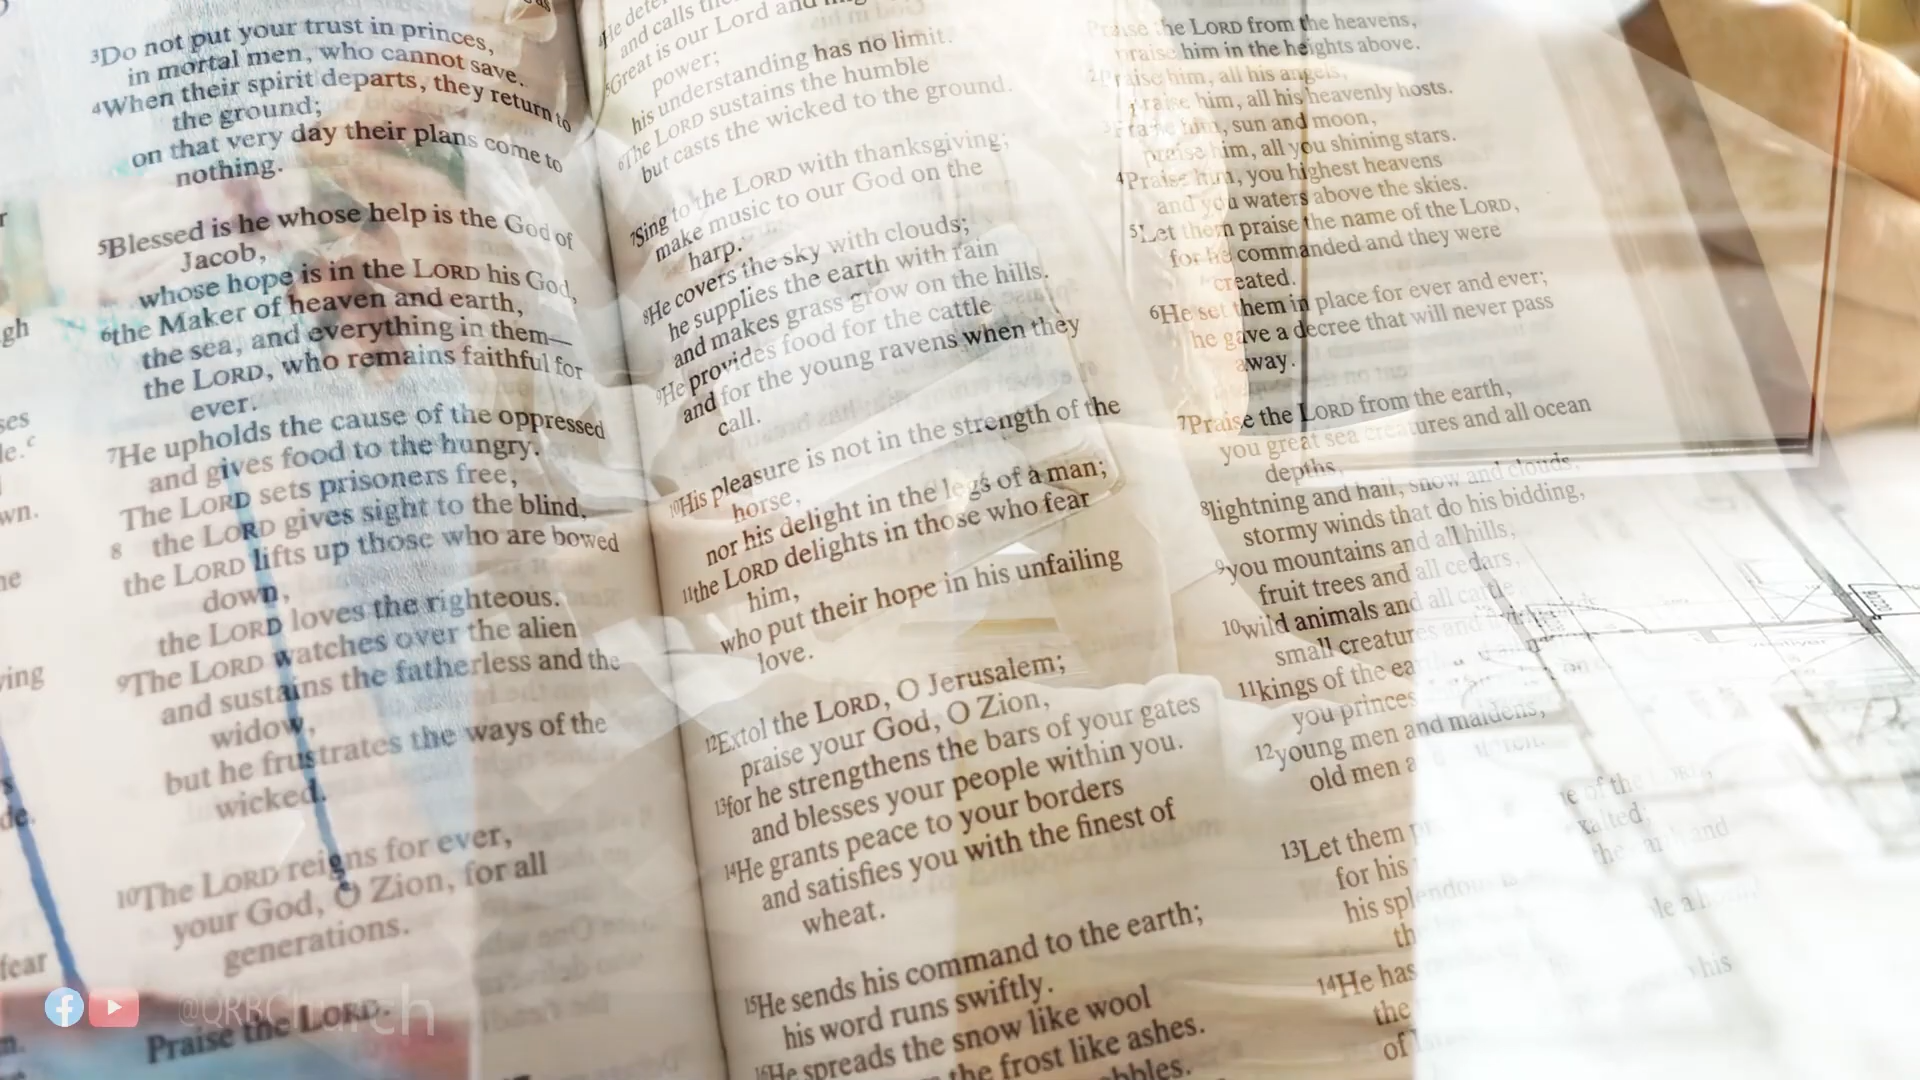 ³Do not put your trust in princes,
in mortal men, who cannot save.
⁴When their spirit departs, they return to
the ground;
on that very day their plans come to
nothing.
⁵Blessed is he whose help is the God of
Jacob,
whose hope is in the LORD his God,
⁶the Maker of heaven and earth,
the sea, and everything in them—
the LORD, who remains faithful for
ever.
⁷He upholds the cause of the oppressed
and gives food to the hungry.
The LORD sets prisoners free,
8 the LORD gives sight to the blind,
the LORD lifts up those who are bowed
down,
the LORD loves the righteous.
⁹The LORD watches over the alien
and sustains the fatherless and the
widow,
but he frustrates the ways of the
wicked.
¹⁰The LORD reigns for ever,
your God, O Zion, for all
generations.
Praise the LORD.
and calls
⁵Great is our Lord and
power;
his understanding has no limit.
⁶The LORD sustains the humble
but casts the wicked to the ground.
⁷Sing to the LORD with thanksgiving;
make music to our God on the
harp.
⁸He covers the sky with clouds;
he supplies the earth with rain
and makes grass grow on the hills.
⁹He provides food for the cattle
and for the young ravens when they
call.
¹⁰His pleasure is not in the strength of the
horse,
nor his delight in the legs of a man;
¹¹the LORD delights in those who fear
him,
who put their hope in his unfailing
love.
¹²Extol the LORD, O Jerusalem;
praise your God, O Zion,
¹³for he strengthens the bars of your gates
and blesses your people within you.
¹⁴He grants peace to your borders
and satisfies you with the finest of
wheat.
¹⁵He sends his command to the earth;
his word runs swiftly.
¹⁶He spreads the snow like wool
the frost like ashes.
Praise the LORD from the heavens,
praise him in the heights above.
²Praise him, all his angels,
praise him, all his heavenly hosts.
³Praise him, sun and moon,
praise him, all you shining stars.
⁴Praise him, you highest heavens
and you waters above the skies.
⁵Let them praise the name of the LORD,
for he commanded and they were
created.
⁶He set them in place for ever and ever;
he gave a decree that will never pass
away.
⁷Praise the LORD from the earth,
you great sea creatures and all ocean
depths,
⁸lightning and hail, snow and clouds,
stormy winds that do his bidding,
⁹you mountains and all hills,
fruit trees and all cedars,
¹⁰wild animals and all cattle,
small creatures and
¹¹kings of the
you princes
¹²young men and maidens,
old men
¹³Let them
for his
his splendor is
¹⁴He has
the
of
fear
@QRBChurch